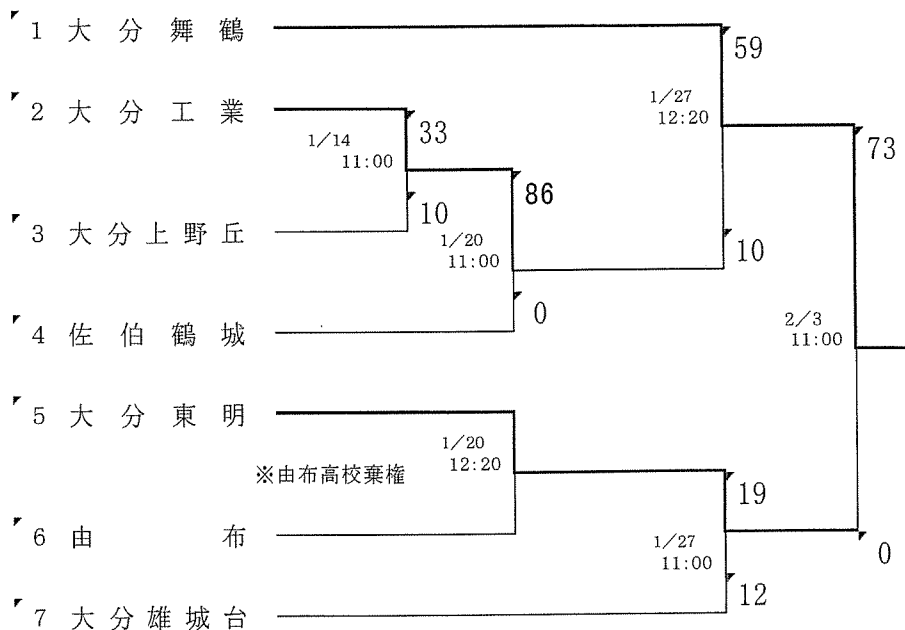 1 大分舞鶴
59
1/27
12:20
2 大分工業
33
1/14
11:00
73
86
10
3 大分上野丘
1/20
11:00
10
0
4 佐伯鶴城
2/3
11:00
5 大分東明
1/20
12:20
※由布高校棄権
19
6 由布
1/27
11:00
0
12
7 大分雄城台